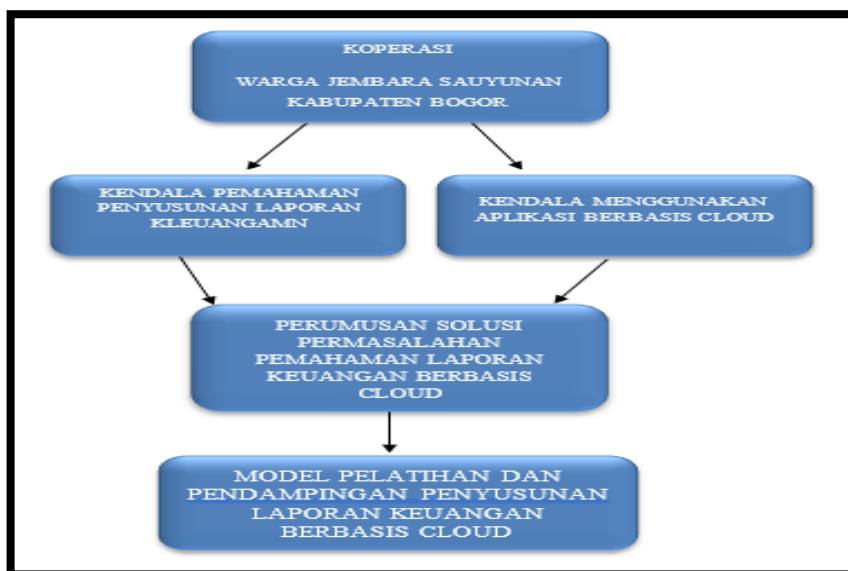 KOPERASI
WARGA JEMBARA SAUYUNAN
KABUPATEN BOGOR
KENDALA PEMAHAMAN
PENYUSUNAN LAPORAN
KLEUANGAMN
KENDALA MENGGUNAKAN
APLIKASI BERBASIS CLOUD
PERUMUSAN SOLUSI
PERMASALAHAN
PEMAHAMAN LAPORAN
KEUANGAN BERBASIS
CLOUD
MODEL PELATIHAN DAN
PENDAMPINGAN PENYUSUNAN
LAPORAN KEUANGAN
BERBASIS CLOUD